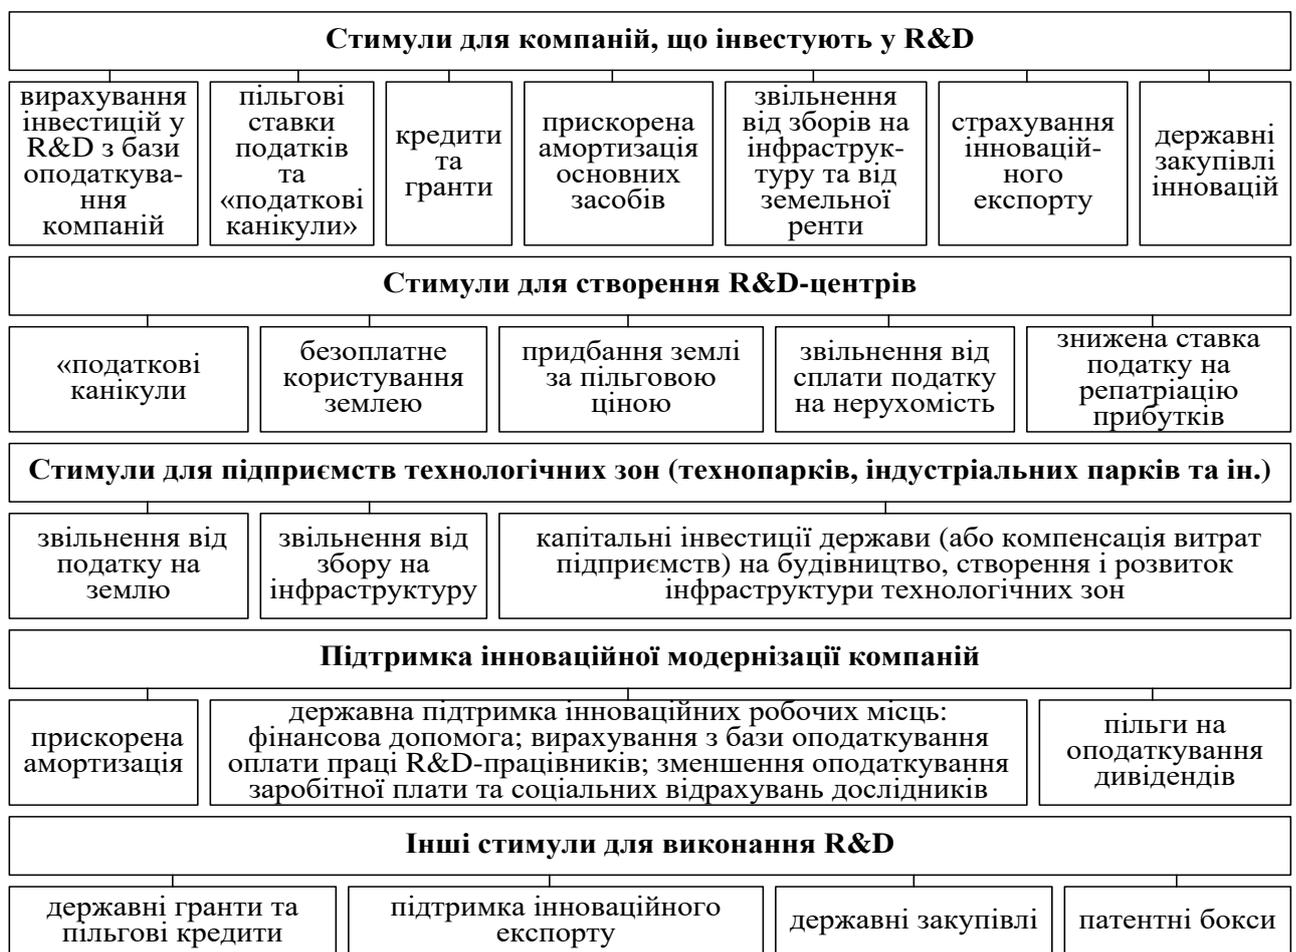 Стимули для компаній, що інвестують у R&D
вирахування
інвестицій у
R&D з бази
оподаткува-
ння
компаній
пільгові
ставки
податків
та
«податкові
канікули»
кредити
та
гранти
прискорена
амортизація
основних
засобів
звільнення
від зборів на
інфраструк-
туру та від
земельної
ренти
страхування
інновацій-
ного
експорту
державні
закупівлі
інновацій
Стимули для створення R&D-центрів
«податкові
канікули
безоплатне
користування
землею
придбання землі
за пільговою
ціною
звільнення від
сплати податку
на нерухомість
знижена ставка
податку на
репатріацію
прибутків
Стимули для підприємств технологічних зон (технопарків, індустріальних парків та ін.)
звільнення від
податку на
землю
звільнення від
збору на
інфраструктуру
капітальні інвестиції держави (або компенсація витрат
підприємств) на будівництво, створення і розвиток
інфраструктури технологічних зон
Підтримка інноваційної модернізації компаній
прискорена
амортизація
державна підтримка інноваційних робочих місць:
фінансова допомога; вирахування з бази оподаткування
оплати праці R&D-працівників; зменшення оподаткування
заробітної плати та соціальних відрахувань дослідників
пільги на
оподаткування
дивідендів
Інші стимули для виконання R&D
державні гранти та
пільгові кредити
підтримка інноваційного
експорту
державні закупівлі
патентні бокси